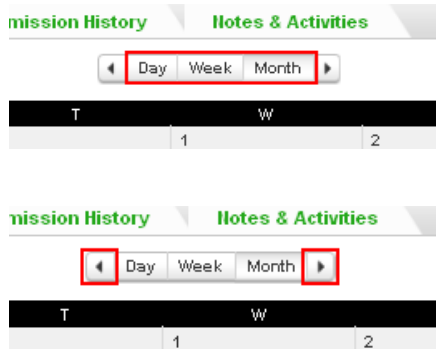 mission History Notes & Activities
Day Week Month
T W
1 2
mission History Notes & Activities
Day Week Month
T W
1 2